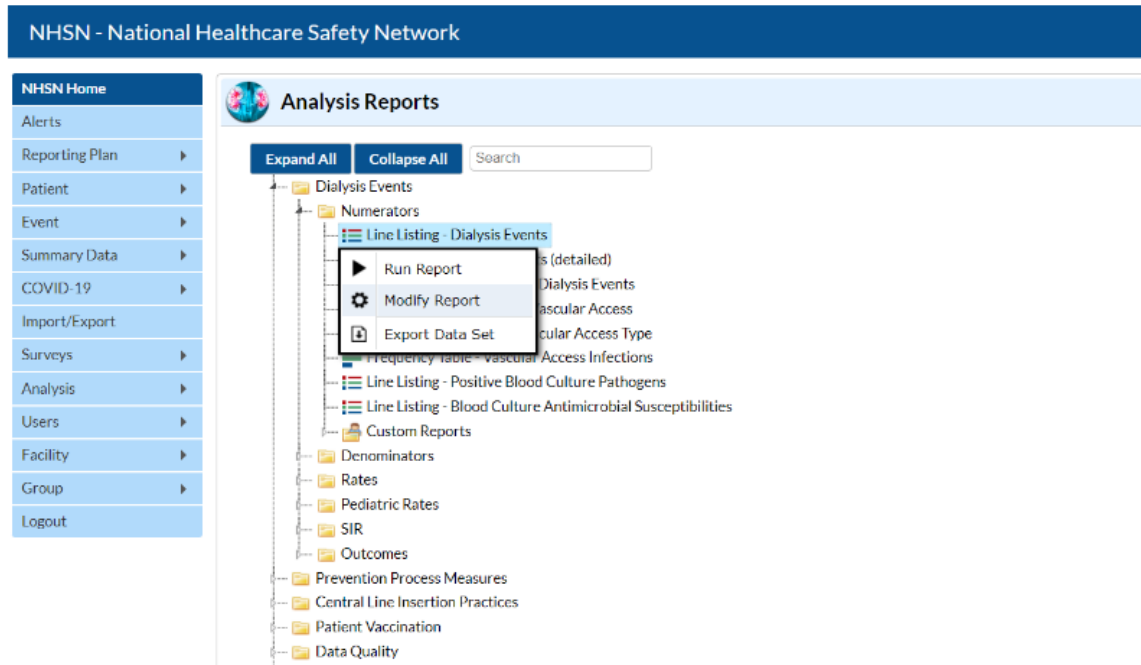 NHSN - National Healthcare Safety Network
NHSN Home
Alerts
Reporting Plan
Patient
Event
Summary Data
COVID-19
Import/Export
Surveys
Analysis
Users
Facility
Group
Logout
Analysis Reports
Expand All Collapse All Search
Dialysis Events
Numerators
Line Listing - Dialysis Events
(detailed)
Run Report
Dialysis Events
Modify Report
Vascular Access
Export Data Set
Access Type
Frequency Table - Vascular Access Infections
Line Listing - Positive Blood Culture Pathogens
Line Listing - Blood Culture Antimicrobial Susceptibilities
Custom Reports
Denominators
Rates
Pediatric Rates
SIR
Outcomes
Prevention Process Measures
Central Line Insertion Practices
Patient Vaccination
Data Quality